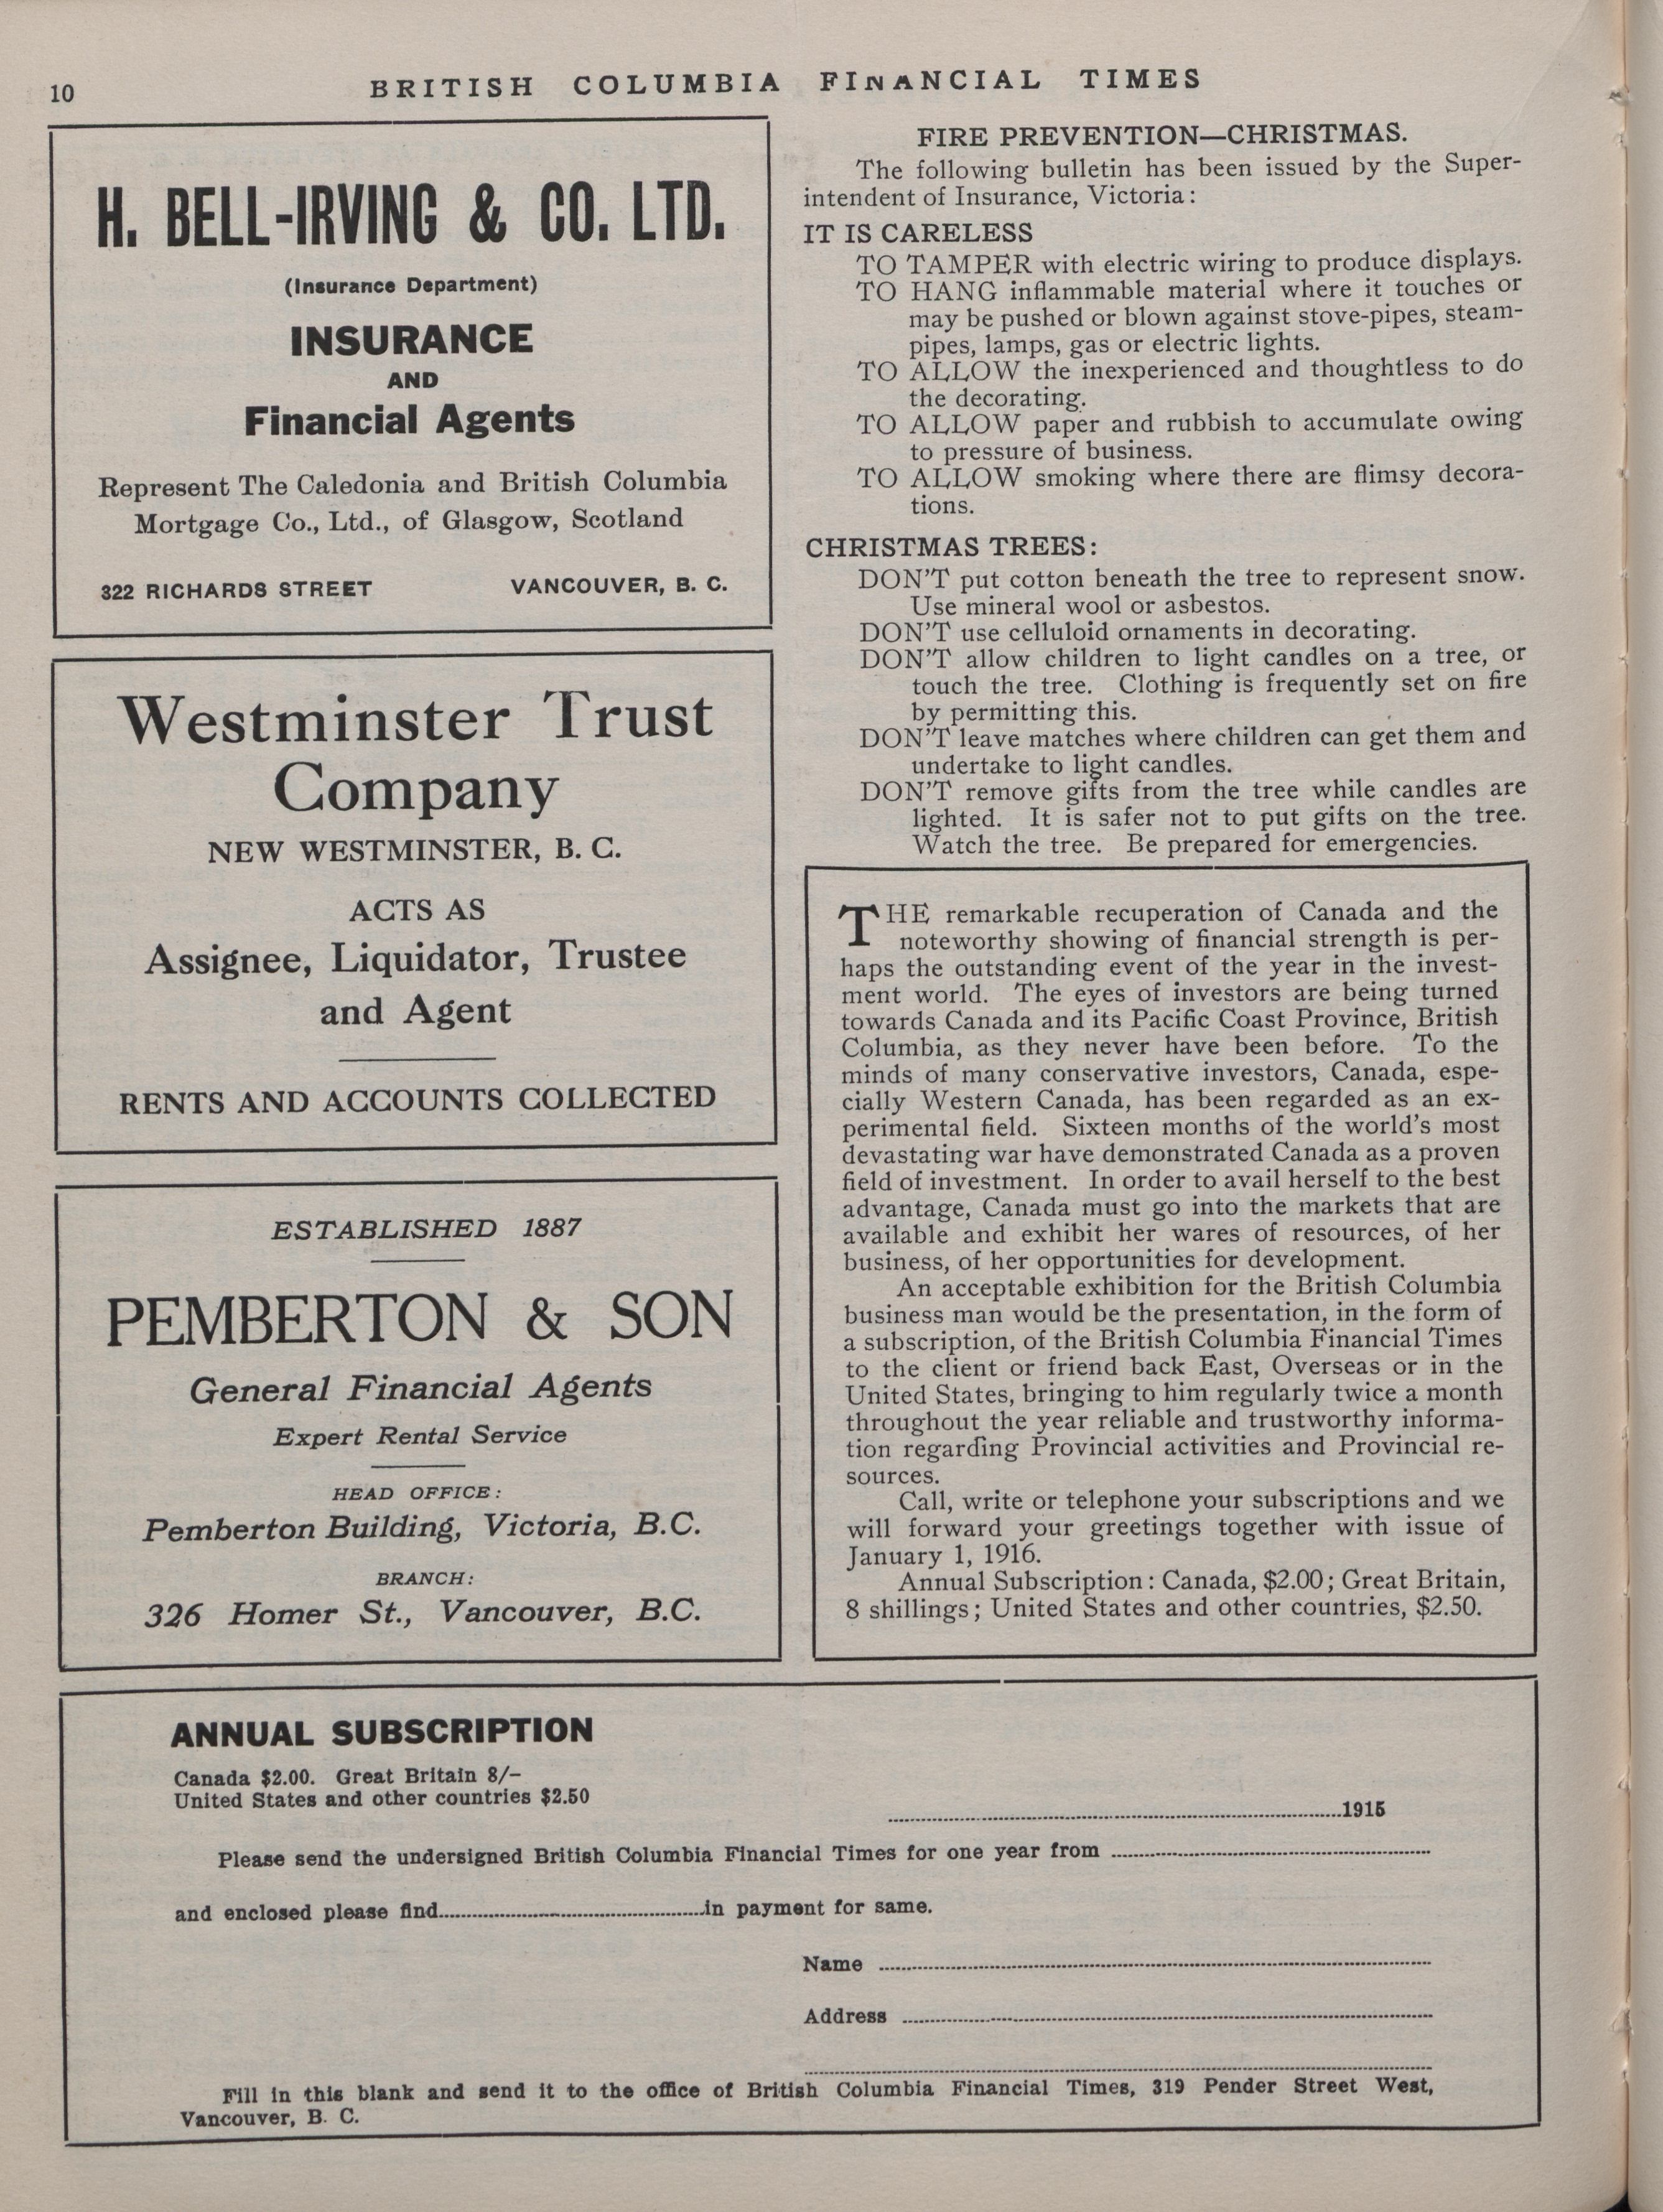 10
BRITISH COLUMBIA FINANCIAL TIMES
H. BELL-IRVING & CO. LTD.
(Insurance Department)
INSURANCE
AND
Financial Agents
Represent The Caledonia and British Columbia
Mortgage Co., Ltd., of Glasgow, Scotland
322 RICHARDS STREET VANCOUVER, B. C.
Westminster Trust
Company
NEW WESTMINSTER, B. C.
ACTS AS
Assignee, Liquidator, Trustee
and Agent
RENTS AND ACCOUNTS COLLECTED
ESTABLISHED 1887
PEMBERTON & SON
General Financial Agents
Expert Rental Service
HEAD OFFICE:
Pemberton Building, Victoria, B.C.
BRANCH:
326 Homer St., Vancouver, B.C.
FIRE PREVENTION—CHRISTMAS.
The following bulletin has been issued by the Super-
intendent of Insurance, Victoria:
IT IS CARELESS
TO TAMPER with electric wiring to produce displays.
TO HANG inflammable material where it touches or
may be pushed or blown against stove-pipes, steam-
pipes, lamps, gas or electric lights.
TO ALLOW the inexperienced and thoughtless to do
the decorating.
TO ALLOW paper and rubbish to accumulate owing
to pressure of business.
TO ALLOW smoking where there are flimsy decora-
tions.
CHRISTMAS TREES:
DON'T put cotton beneath the tree to represent snow.
Use mineral wool or asbestos.
DON'T use celluloid ornaments in decorating.
DON'T allow children to light candles on a tree, or
touch the tree. Clothing is frequently set on fire
by permitting this.
DON'T leave matches where children can get them and
undertake to light candles.
DON'T remove gifts from the tree while candles are
lighted. It is safer not to put gifts on the tree.
Watch the tree. Be prepared for emergencies.
THE remarkable recuperation of Canada and the
noteworthy showing of financial strength is per-
haps the outstanding event of the year in the invest-
ment world. The eyes of investors are being turned
towards Canada and its Pacific Coast Province, British
Columbia, as they never have been before. To the
minds of many conservative investors, Canada, espe-
cially Western Canada, has been regarded as an ex-
perimental field. Sixteen months of the world's most
devastating war have demonstrated Canada as a proven
field of investment. In order to avail herself to the best
advantage, Canada must go into the markets that are
available and exhibit her wares of resources, of her
business, of her opportunities for development.
An acceptable exhibition for the British Columbia
business man would be the presentation, in the form of
a subscription, of the British Columbia Financial Times
to the client or friend back East, Overseas or in the
United States, bringing to him regularly twice a month
throughout the year reliable and trustworthy informa-
tion regarding Provincial activities and Provincial re-
sources.
Call, write or telephone your subscriptions and we
will forward your greetings together with issue of
January 1, 1916.
Annual Subscription: Canada, $2.00; Great Britain,
8 shillings; United States and other countries, $2.50.
ANNUAL SUBSCRIPTION
Canada $2.00. Great Britain 8/–
United States and other countries $2.50
1915
Please send the undersigned British Columbia Financial Times for one year from
and enclosed please find in payment for same.
Name
Address
Fill in this blank and send it to the office of British Columbia Financial Times, 319 Pender Street West,
Vancouver, B. C.